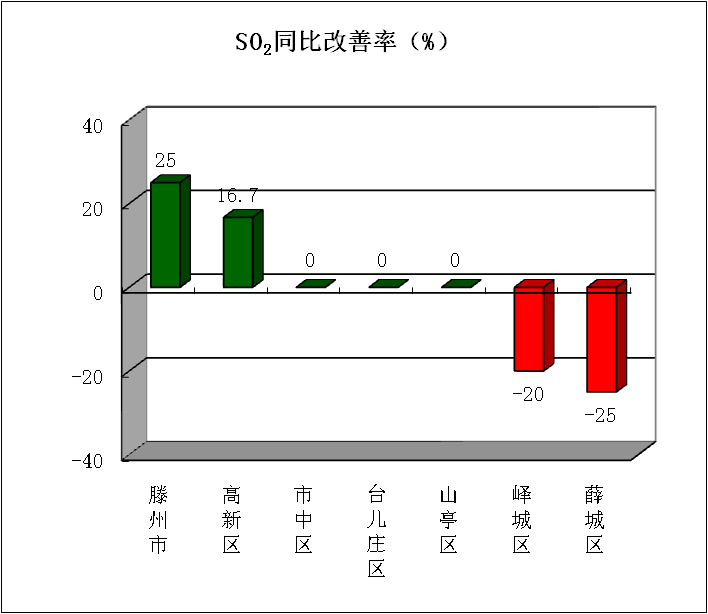 SO2同比改善率（%）
40
20
0
-20
-40
25
16.7
0
0
0
-20
-25
滕州市
高新区
市中区
台儿庄区
山亭区
峄城区
薛城区